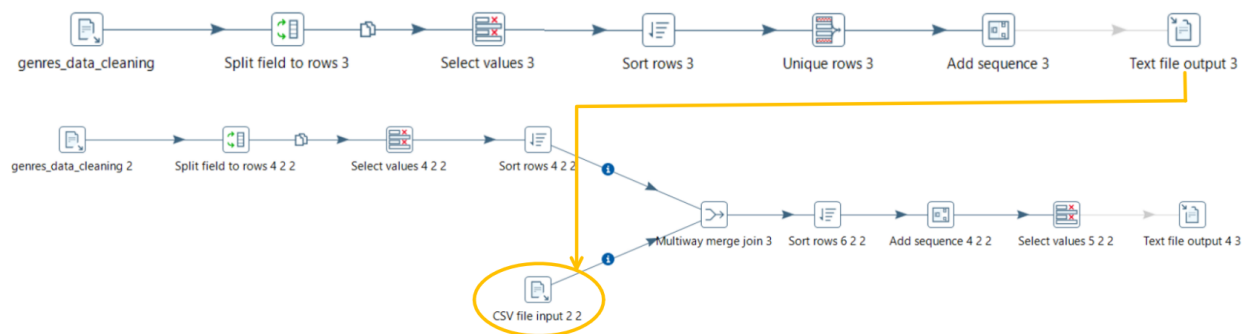 genres_data_cleaning
Split field to rows 3
Select values 3
Sort rows 3
Unique rows 3
Add sequence 3
Text file output 3
genres_data_cleaning 2
Split field to rows 4 2 2
Select values 4 2 2
Sort rows 4 2 2
Multiway merge join 3
Sort rows 6 2 2
Add sequence 4 2 2
Select values 5 2 2
Text file output 4 3
CSV file input 2 2